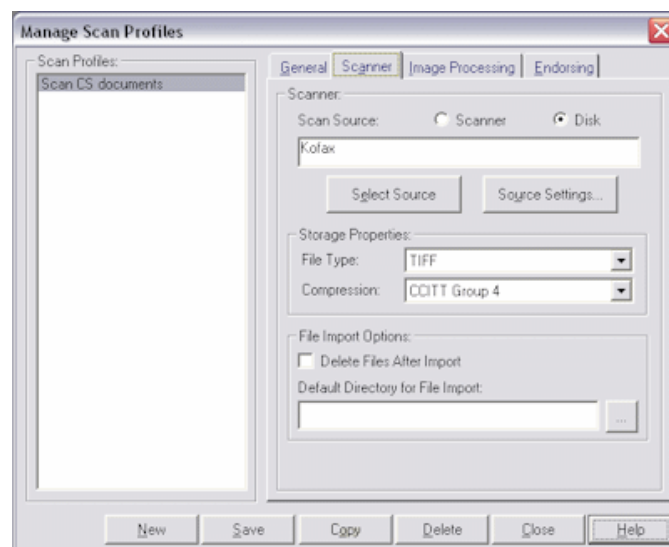 Manage Scan Profiles
Scan Profiles:
Scan CS documents
General Scanner Image Processing Endorsing
Scanner:
Scan Source: Scanner Disk
Kofax
Select Source Source Settings...
Storage Properties:
File Type: TIFF
Compression: CCITT Group 4
File Import Options:
Delete Files After Import
Default Directory for File Import:
...
New Save Copy Delete Close Help